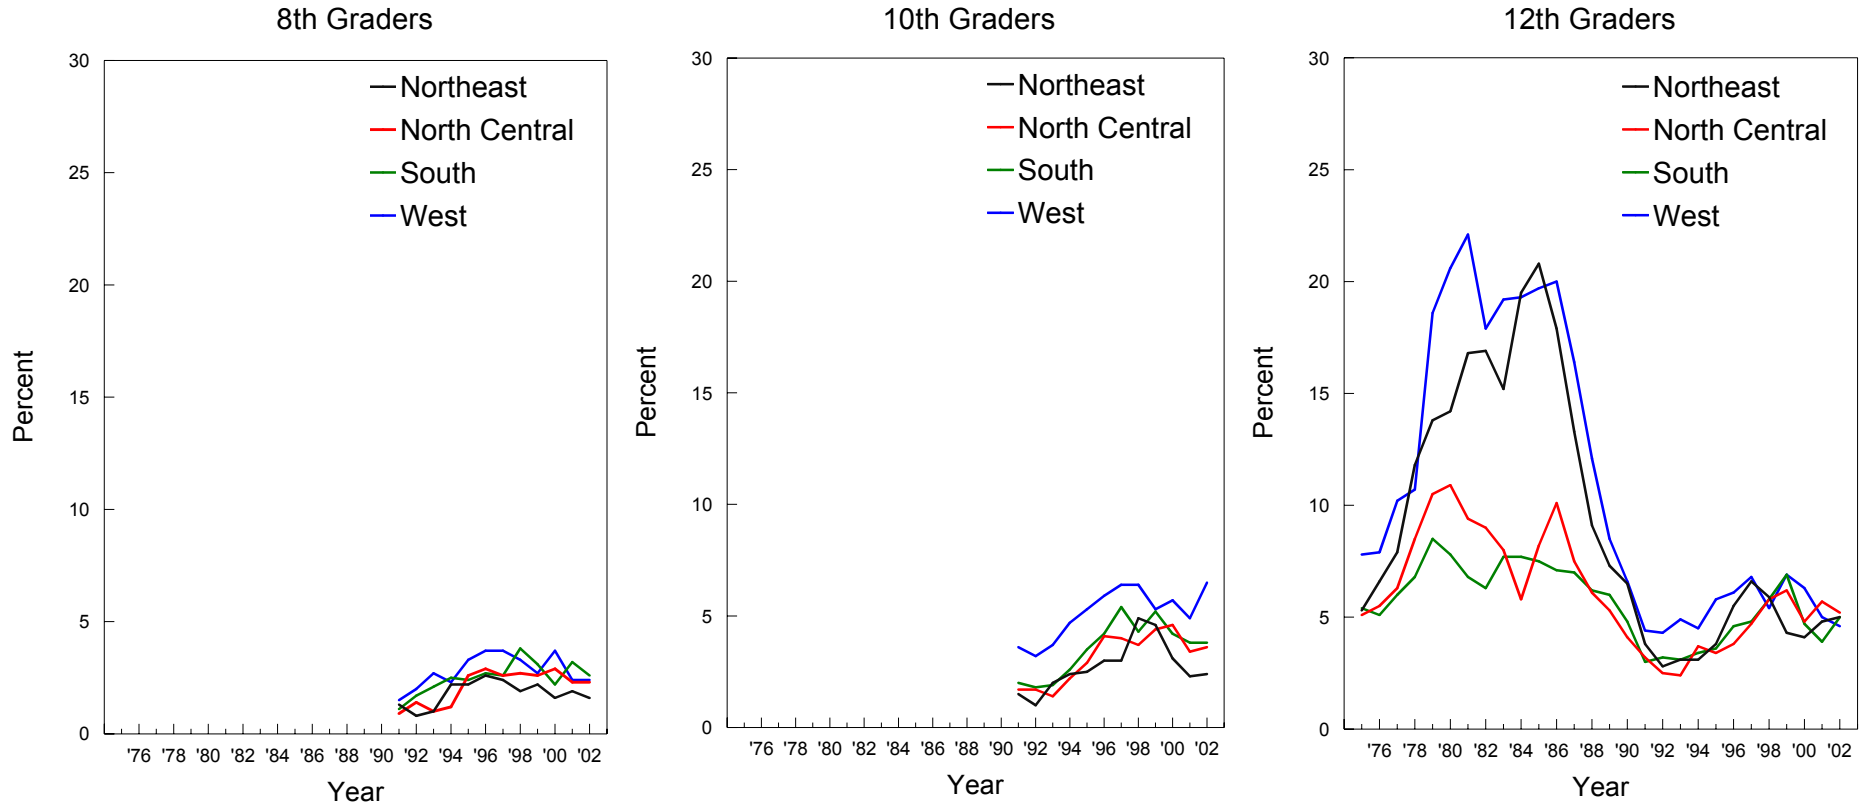 8th Graders
30
25
20
15
10
5
0
Percent
Northeast
North Central
South
West
'76 '78 '80 '82 '84 '86 '88 '90 '92 '94 '96 '98 '00 '02
Year
10th Graders
30
25
20
15
10
5
0
Percent
Northeast
North Central
South
West
'76 '78 '80 '82 '84 '86 '88 '90 '92 '94 '96 '98 '00 '02
Year
12th Graders
30
25
20
15
10
5
0
Percent
Northeast
North Central
South
West
'76 '78 '80 '82 '84 '86 '88 '90 '92 '94 '96 '98 '00 '02
Year